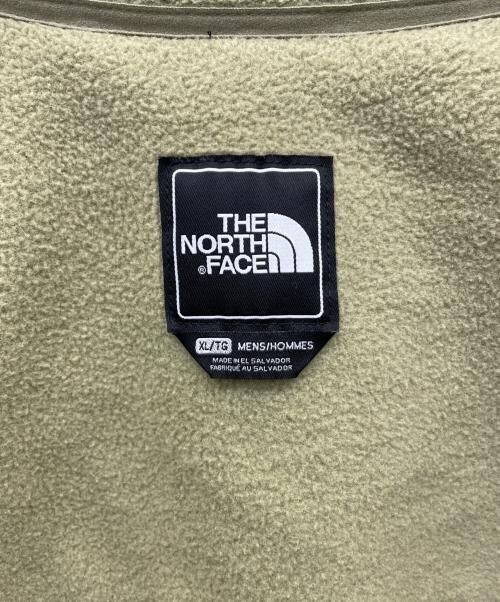 THE
NORTH
® FACE
XL/TG MENS/HOMMES
MADE IN EL SALVADOR
FABRIQUÉ AU SALVADOR